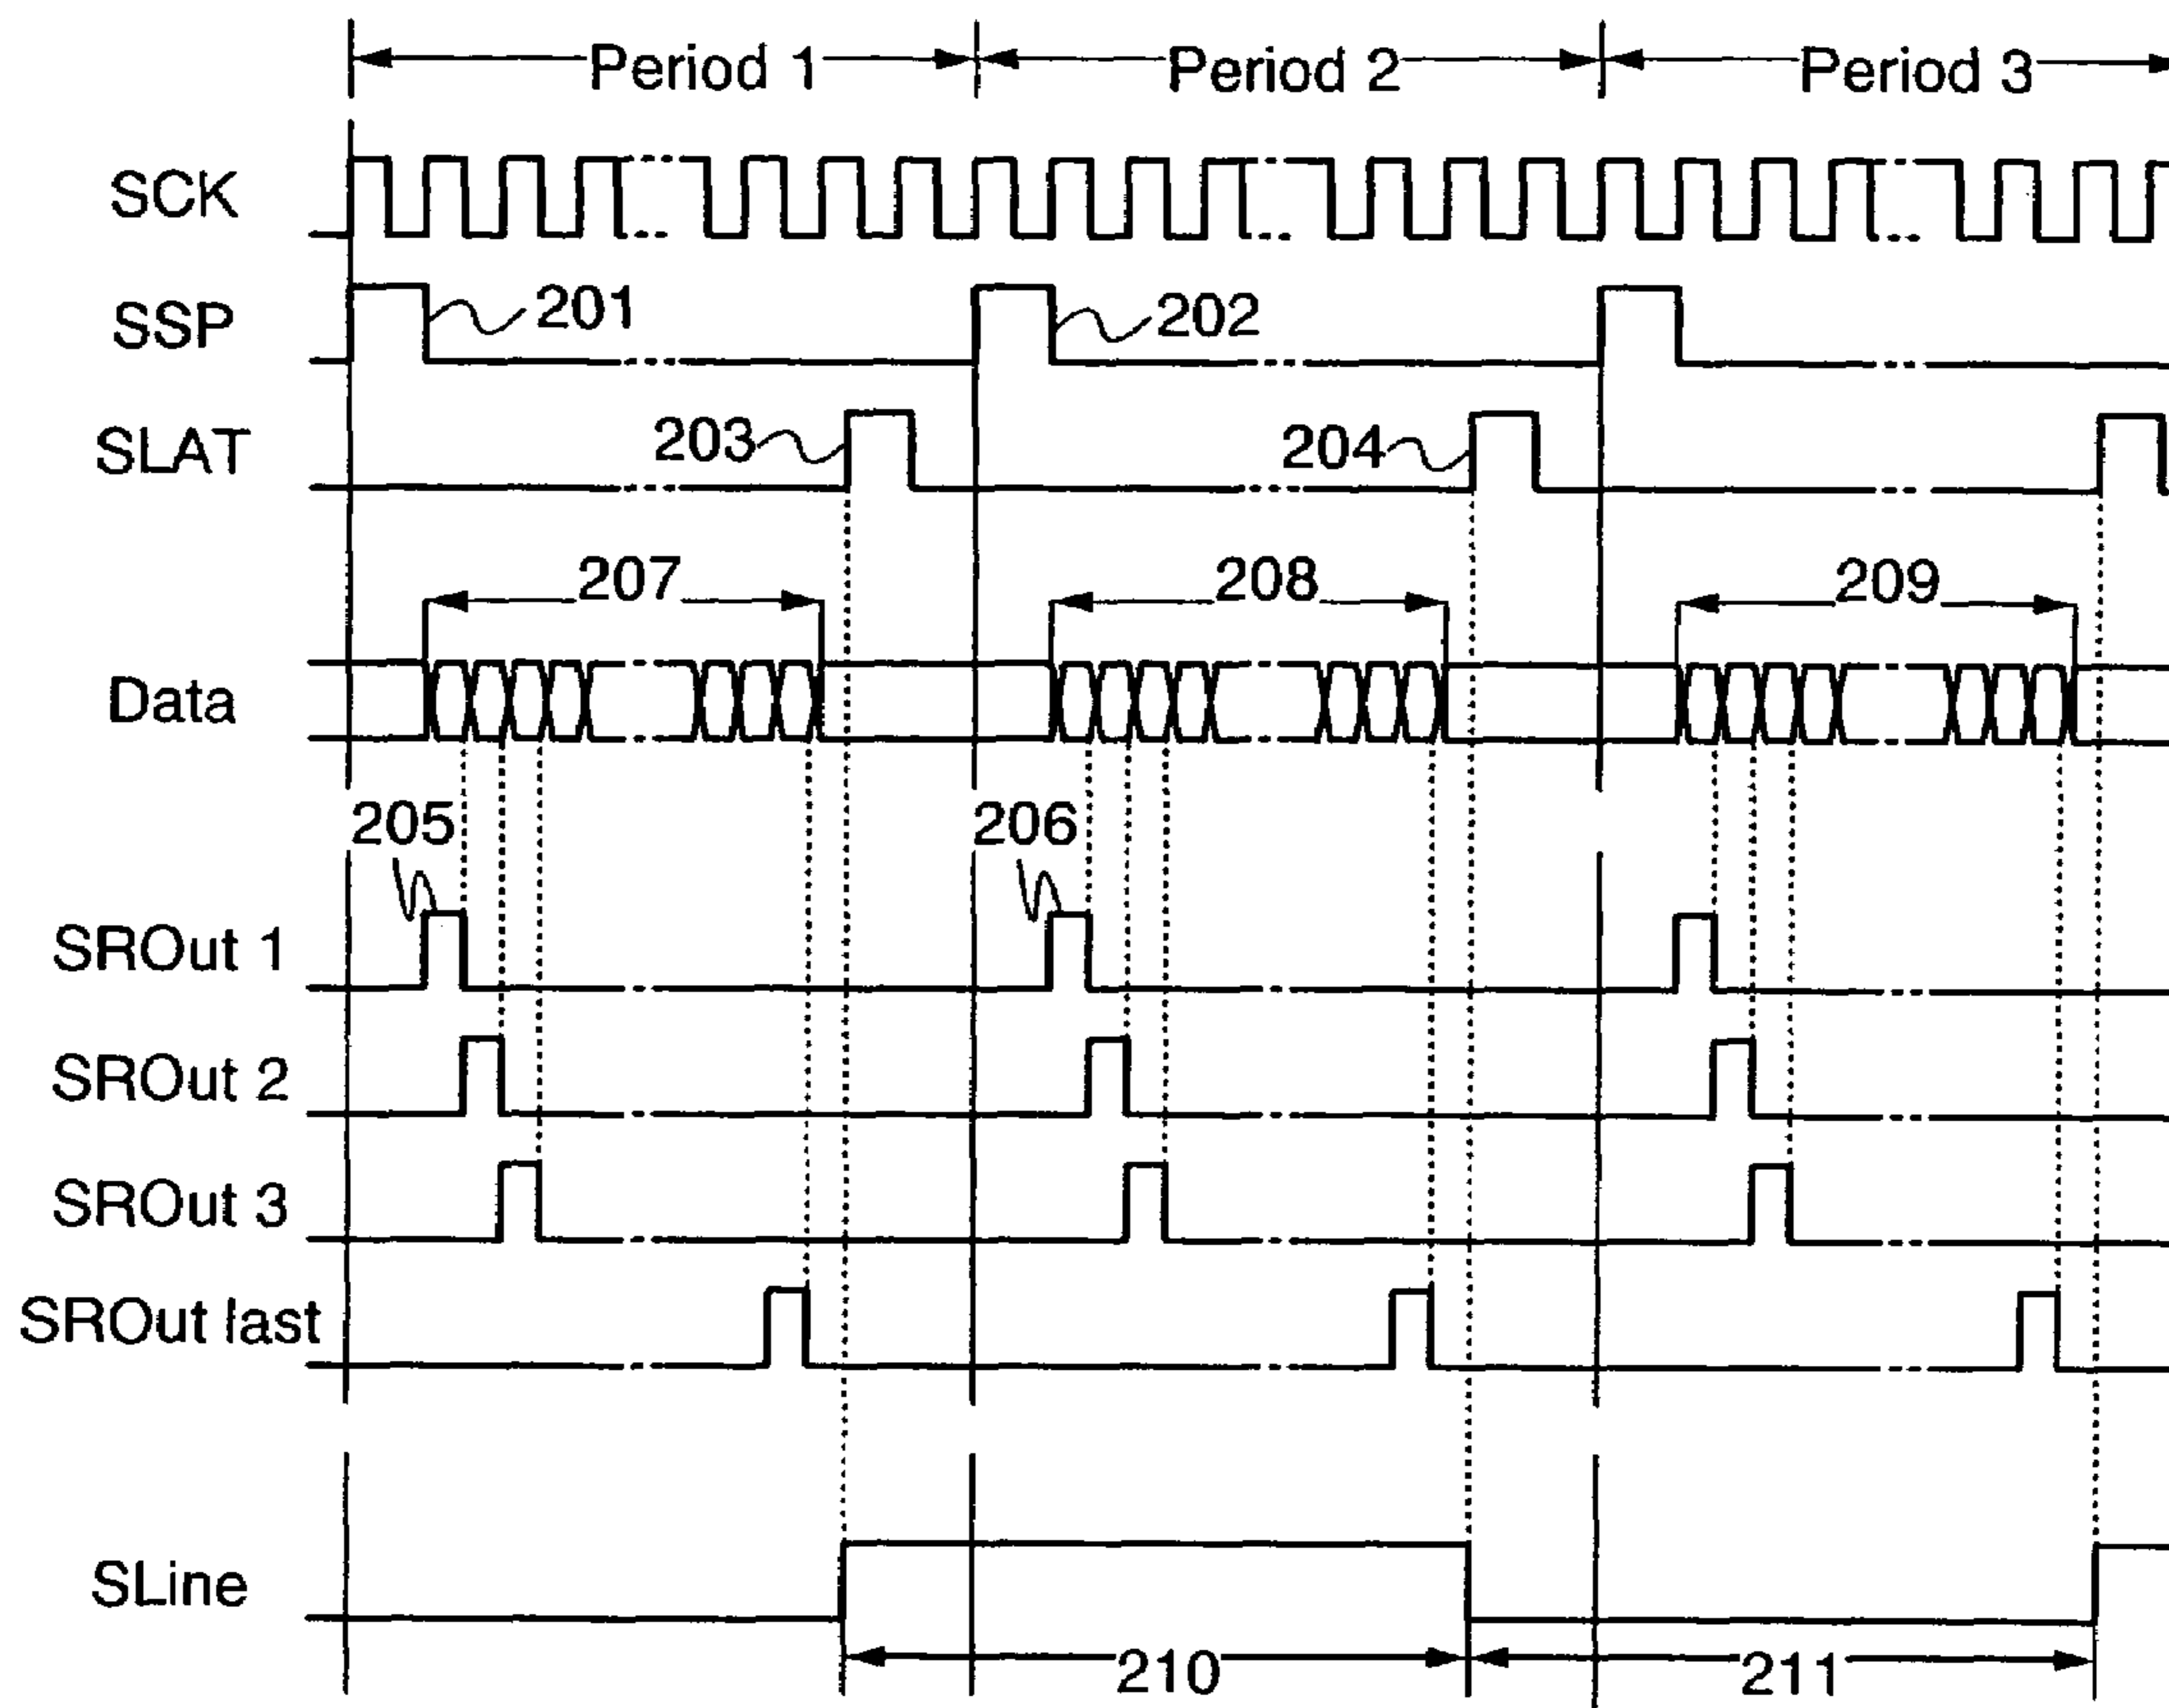 Period 1 Period 2 Period 3
SCK
SSP 201 202
SLAT 203 204
207 208 209
Data
205 206
SROut 1
SROut 2
SROut 3
SROut last
SLine
210 211